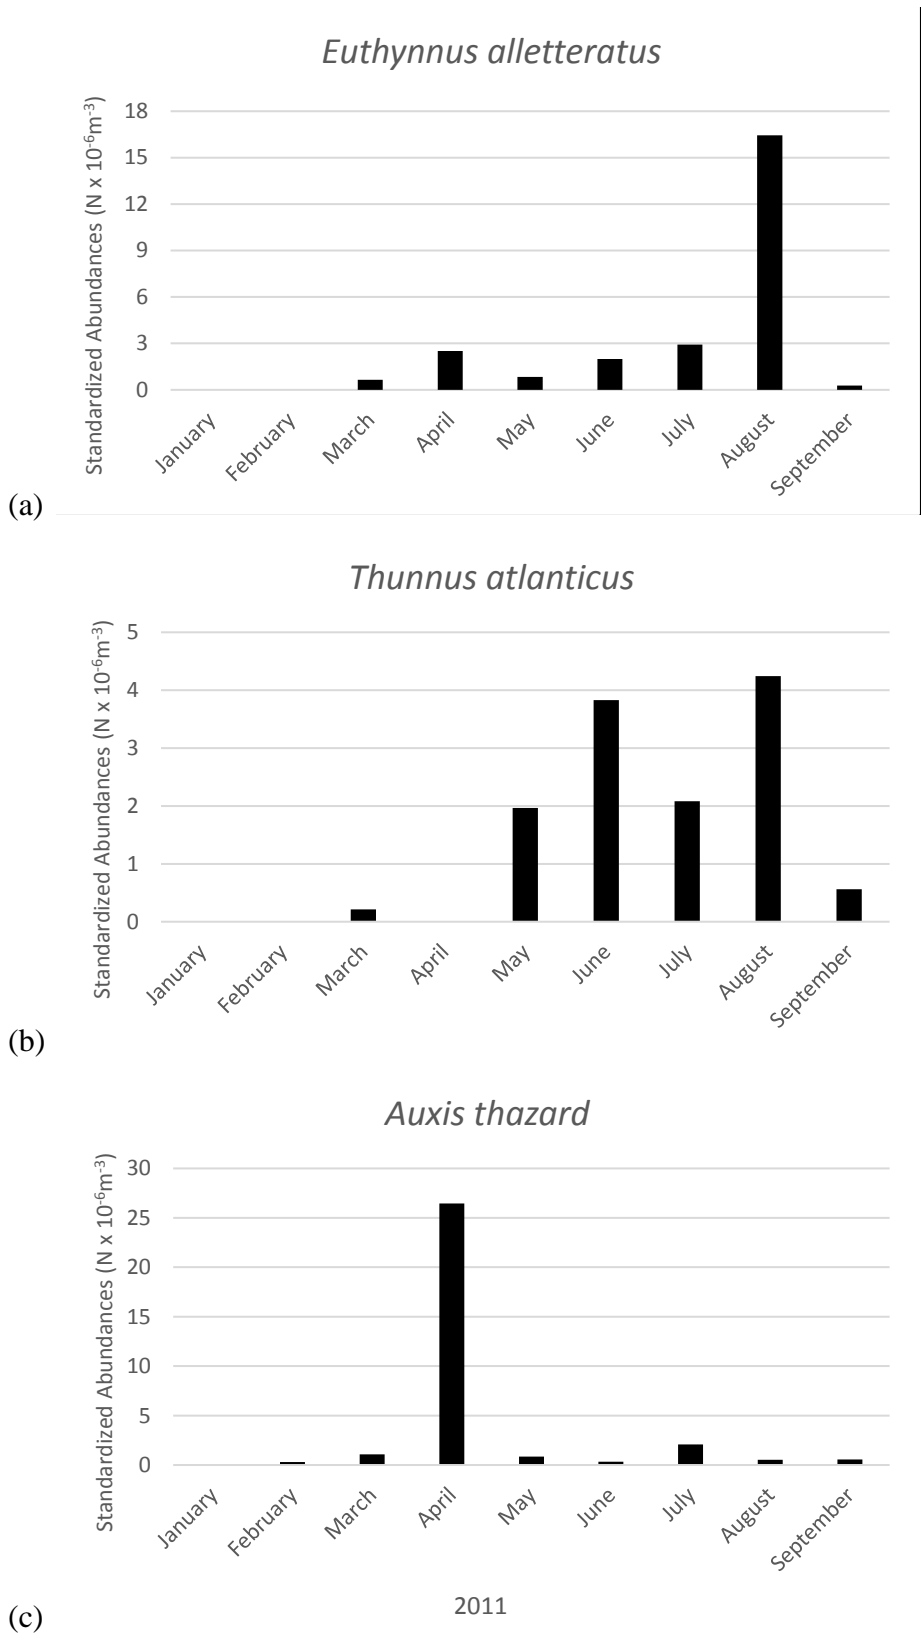 Euthynnus alletteratus
Standardized Abundances (N x 10⁻⁶m⁻³)
18
15
12
9
6
3
0
January
February
March
April
May
June
July
August
September
(a)
Thunnus atlanticus
Standardized Abundances (N x 10⁻⁶m⁻³)
5
4
3
2
1
0
January
February
March
April
May
June
July
August
September
(b)
Auxis thazard
Standardized Abundances (N x 10⁻⁶m⁻³)
30
25
20
15
10
5
0
January
February
March
April
May
June
July
August
September
2011
(c)